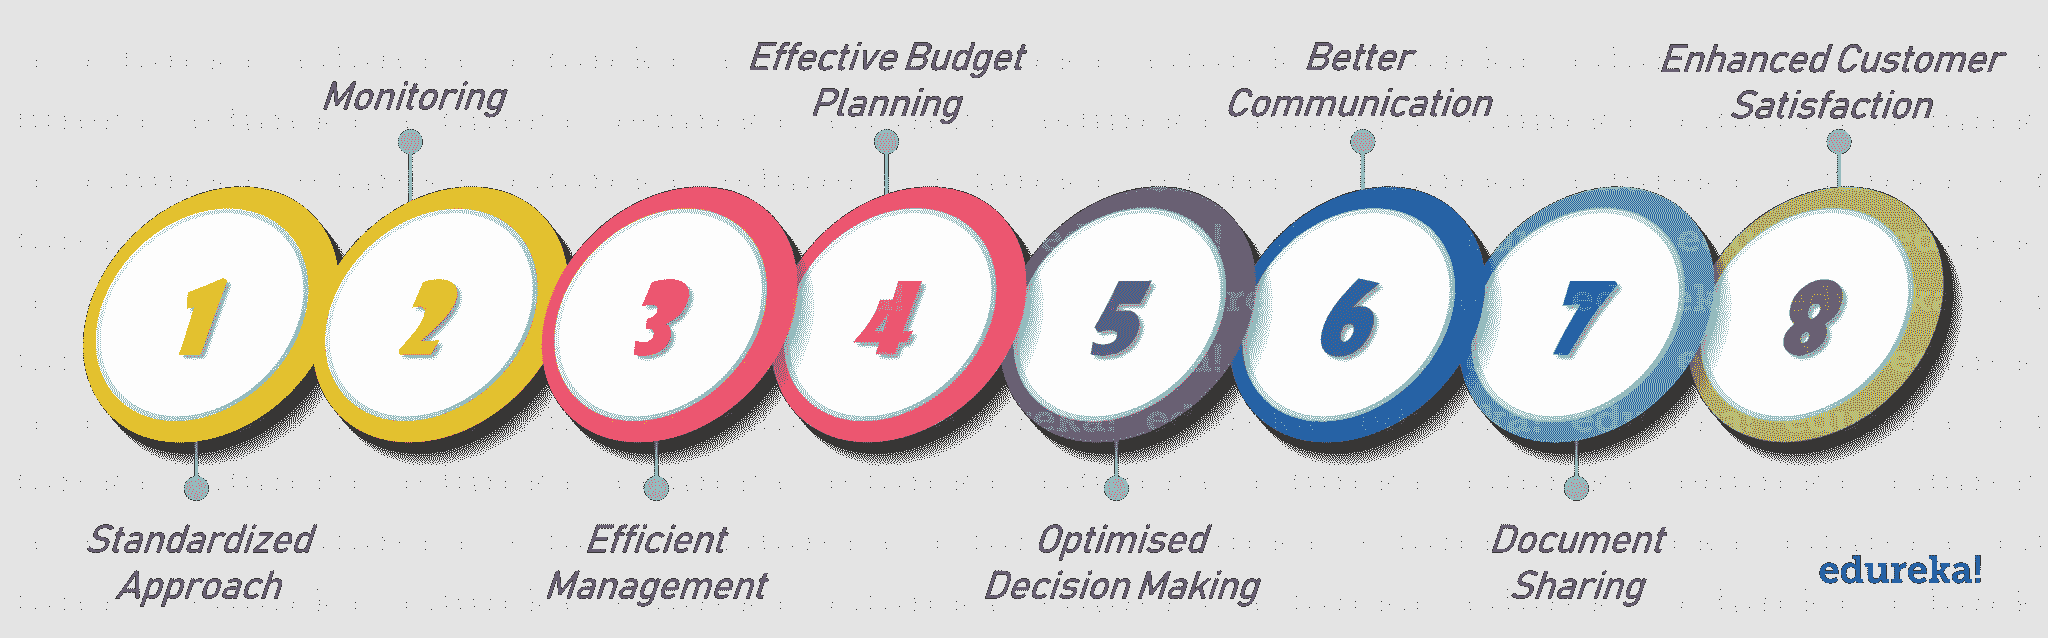 Monitoring
Effective Budget
Planning
Better
Communication
Enhanced Customer
Satisfaction
1
2
3
4
5
6
7
8
Standardized
Approach
Efficient
Management
Optimised
Decision Making
Document
Sharing
edureka!